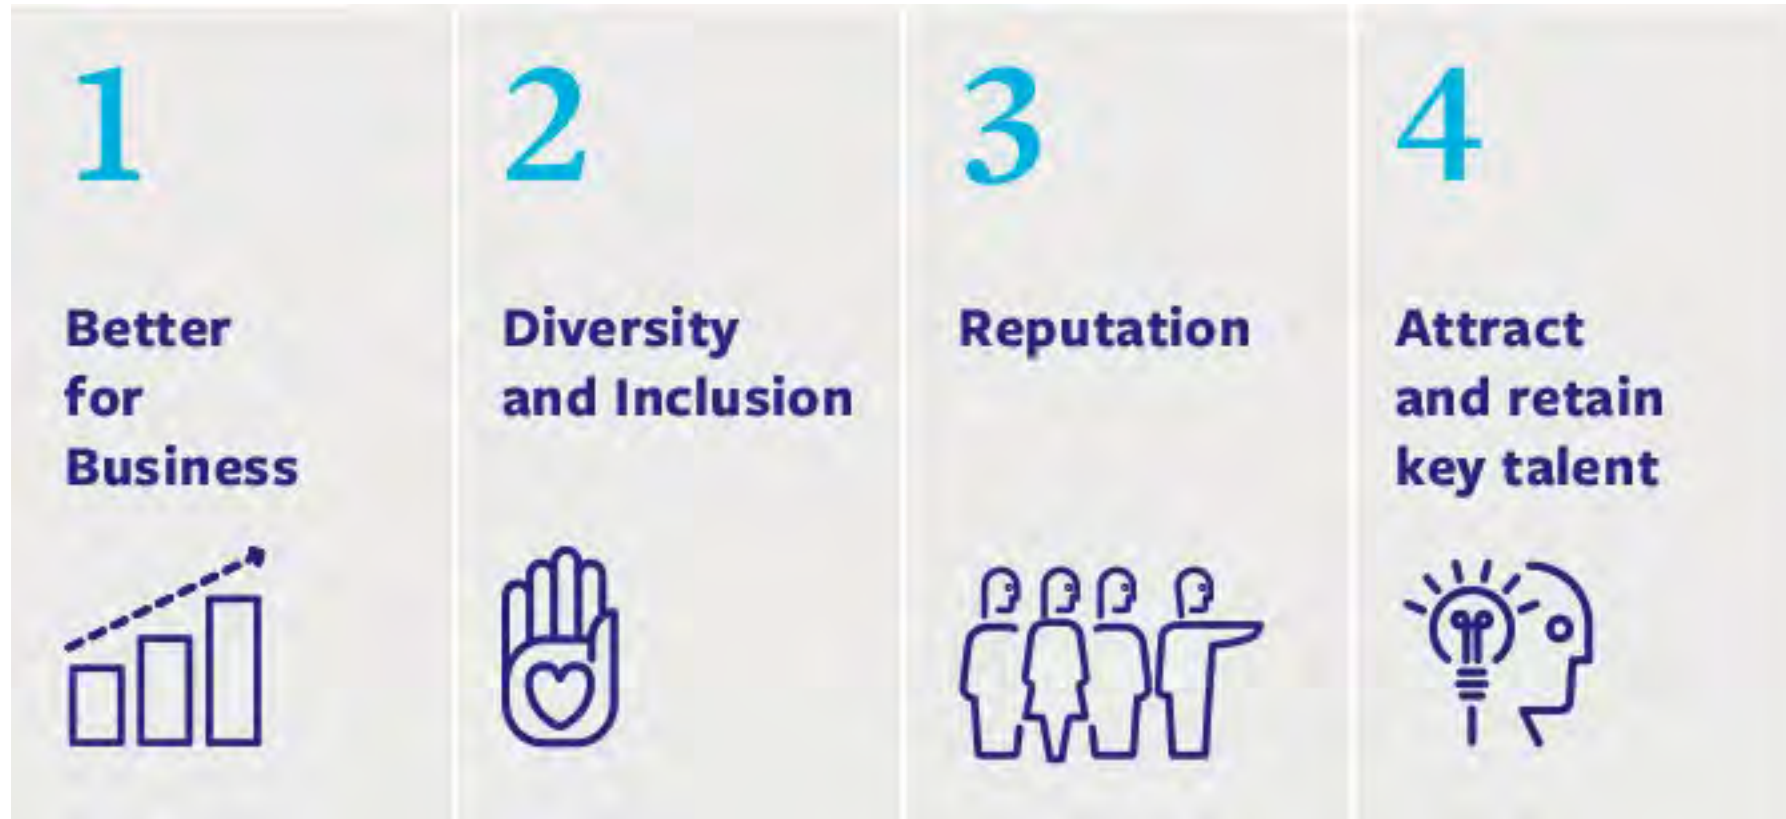 1
Better
for
Business
2
Diversity
and Inclusion
3
Reputation
4
Attract
and retain
key talent